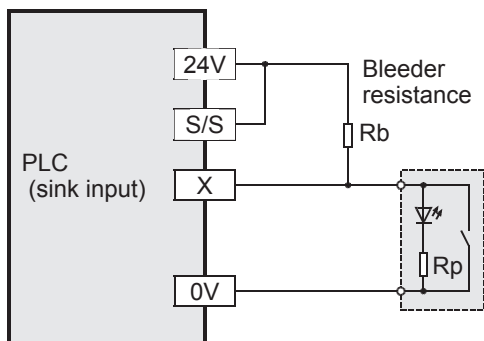 24V
Bleeder
resistance
S/S
Rb
PLC
(sink input)
X
Rp
0V